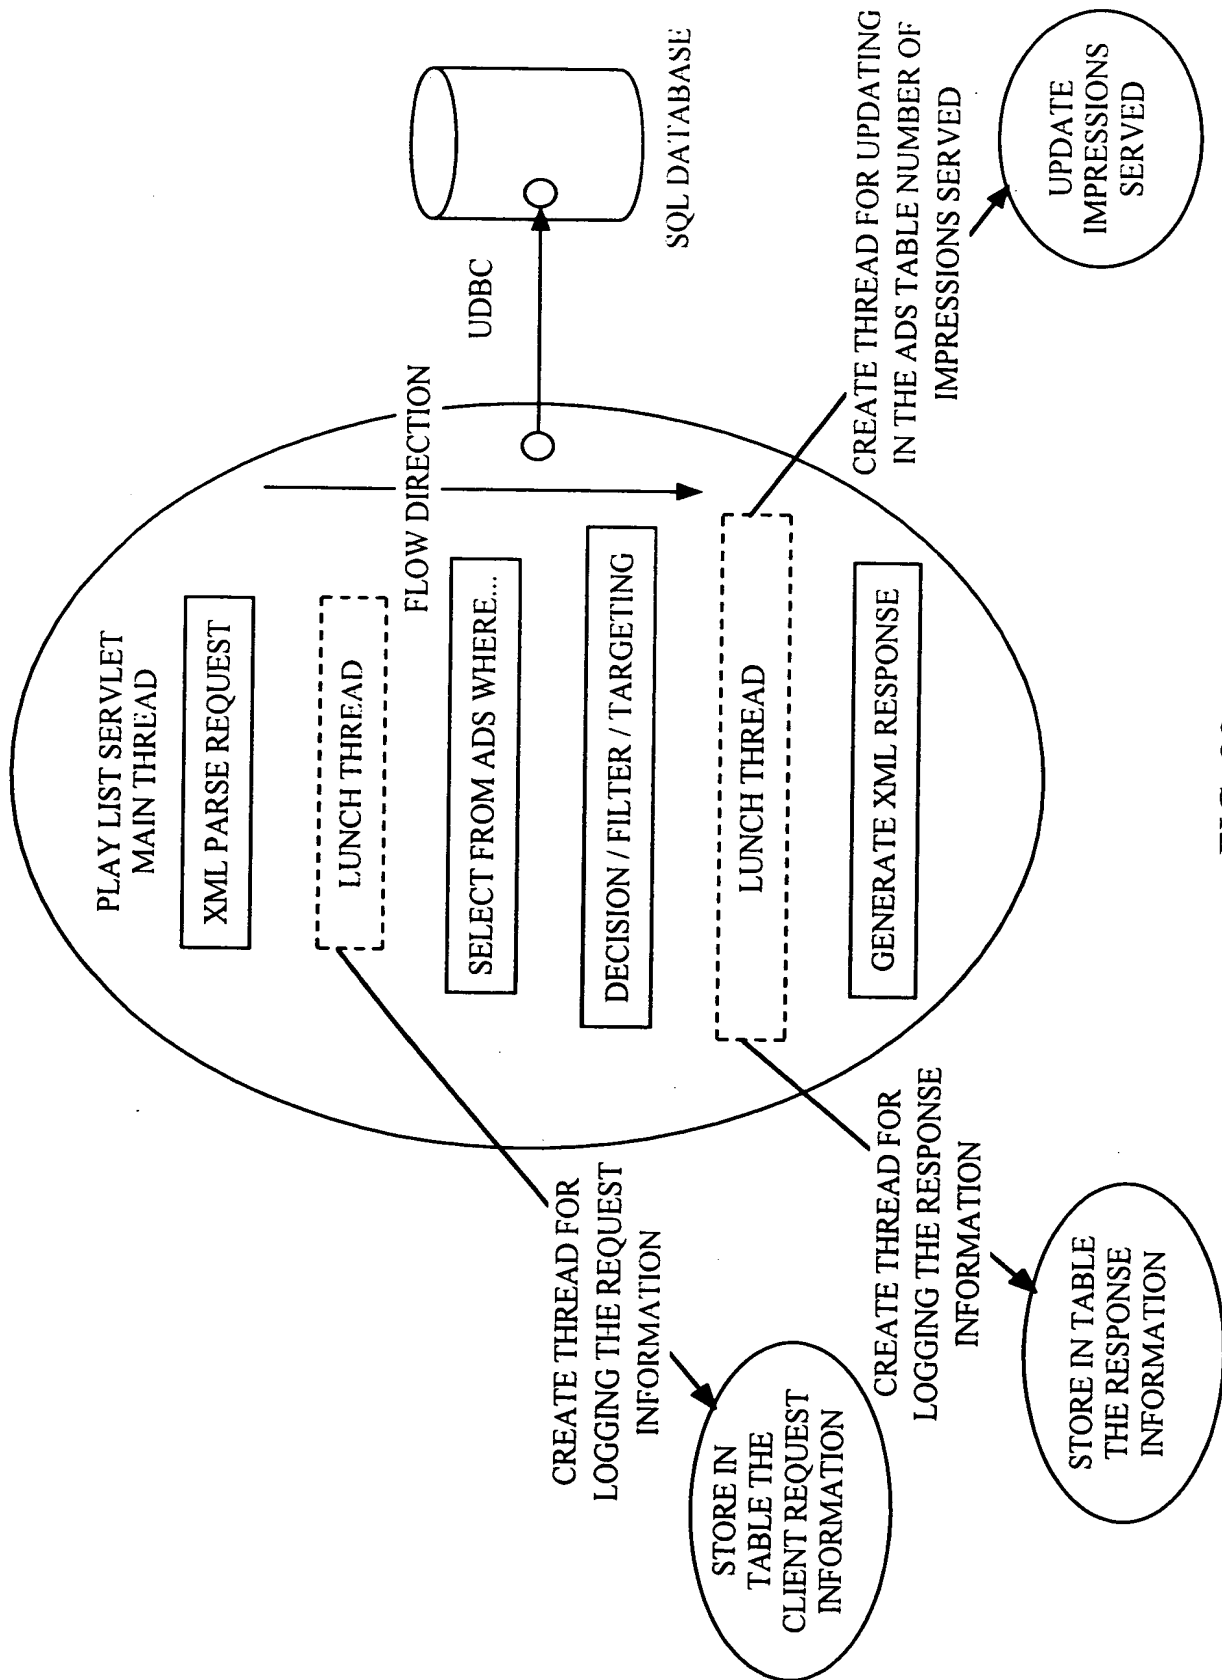 PLAY LIST SERVLET
MAIN THREAD
XML PARSE REQUEST
LUNCH THREAD
SELECT FROM ADS WHERE...
DECISION / FILTER / TARGETING
LUNCH THREAD
GENERATE XML RESPONSE
FLOW DIRECTION
UDBC
SQL DATABASE
CREATE THREAD FOR
LOGGING THE REQUEST
INFORMATION
STORE IN
TABLE THE
CLIENT REQUEST
INFORMATION
CREATE THREAD FOR
LOGGING THE RESPONSE
INFORMATION
STORE IN TABLE
THE RESPONSE
INFORMATION
CREATE THREAD FOR UPDATING
IN THE ADS TABLE NUMBER OF
IMPRESSIONS SERVED
UPDATE
IMPRESSIONS
SERVED